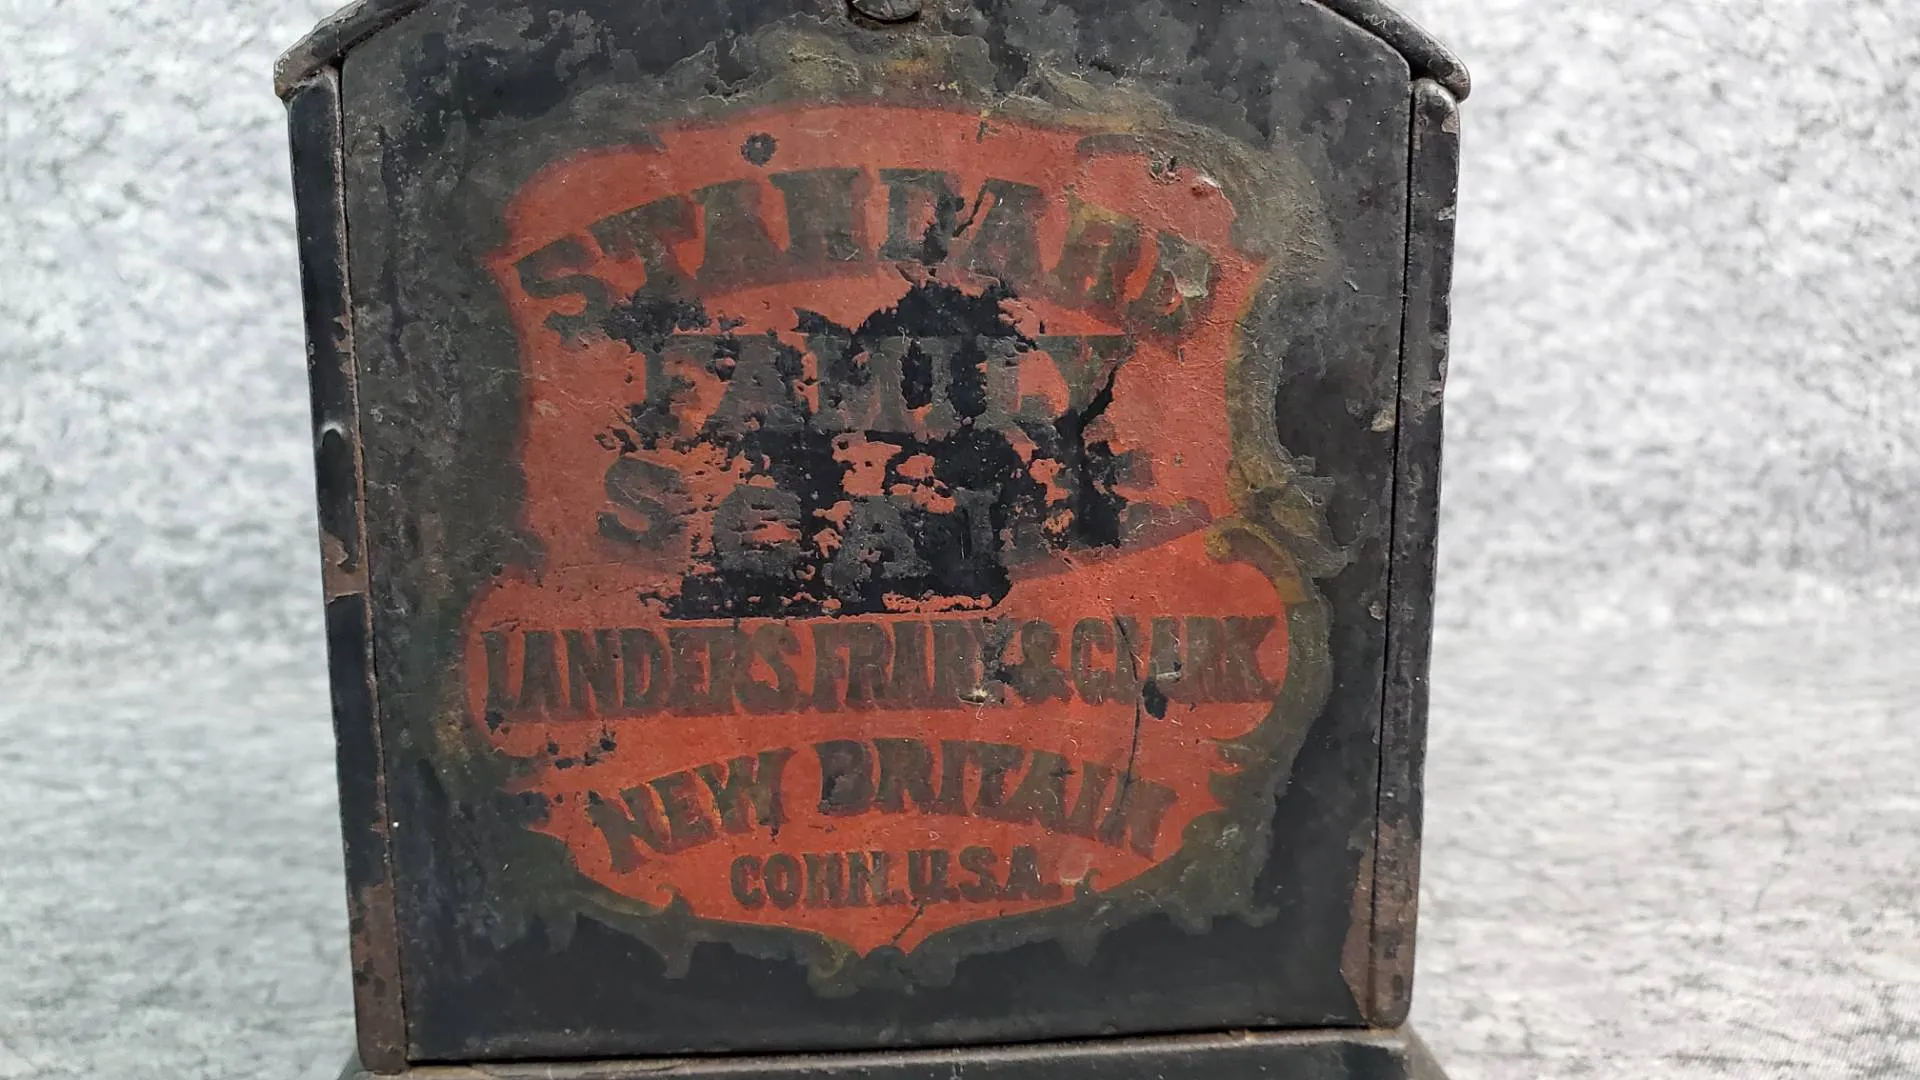 STANDARD
FAMILY
SCALE
LANDERS, FRARY & CLARK
NEW BRITAIN
CONN. U.S.A.